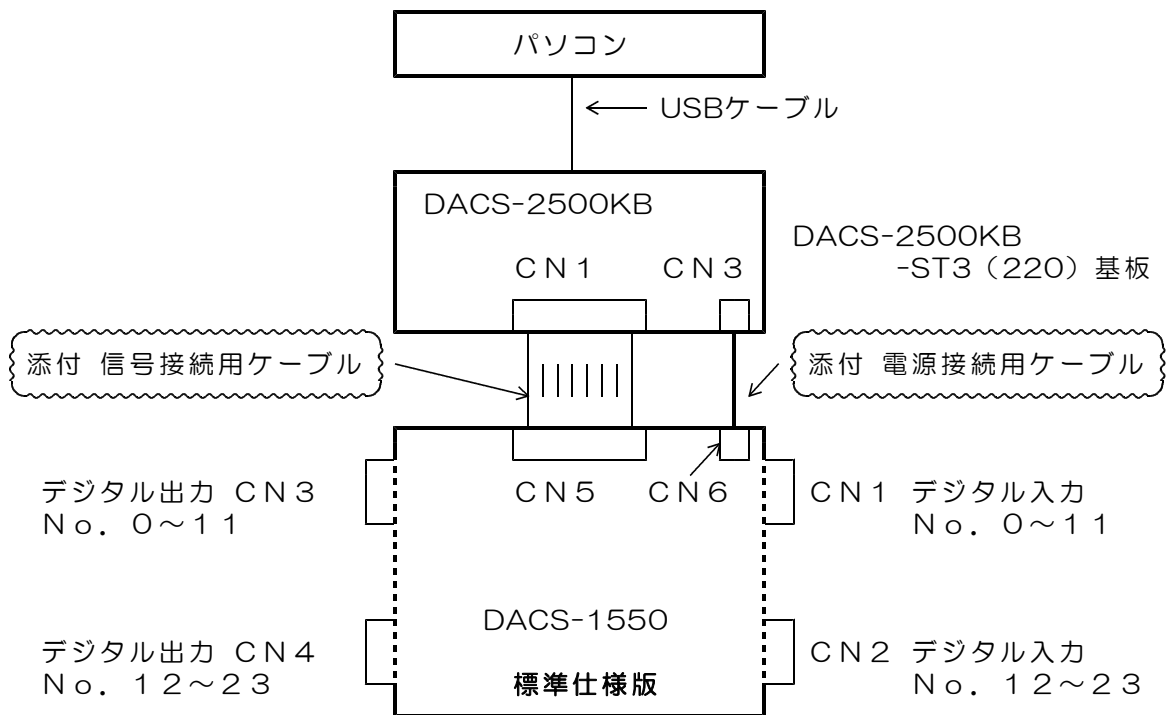 パソコン
USBケーブル
DACS-2500KB
DACS-2500KB
-ST3（220）基板
ＣＮ１ ＣＮ３
添付 信号接続用ケーブル
添付 電源接続用ケーブル
ＣＮ５ ＣＮ６
デジタル出力 ＣＮ３
Ｎｏ．０～１１
ＣＮ１ デジタル入力
Ｎｏ．０～１１
DACS-1550
標準仕様版
デジタル出力 ＣＮ４
Ｎｏ．１２～２３
ＣＮ２ デジタル入力
Ｎｏ．１２～２３